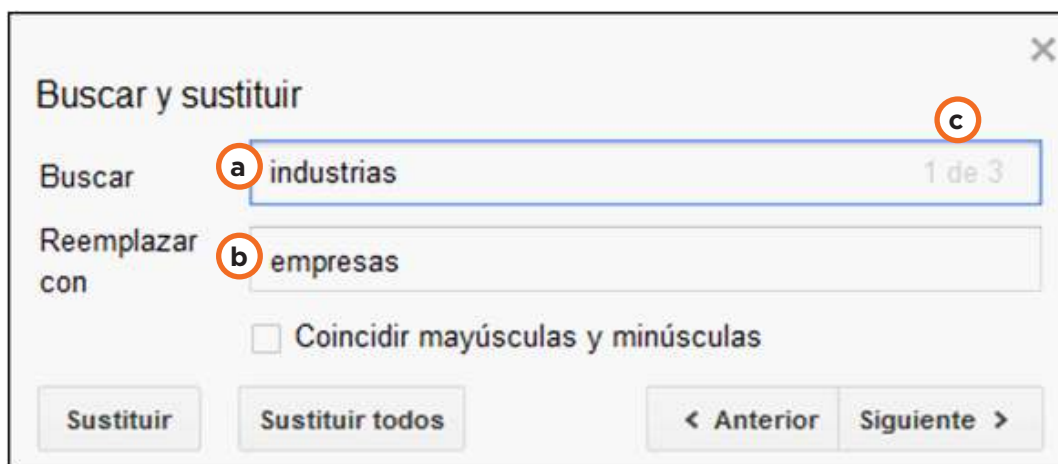 ×
Buscar y sustituir
c
Buscar a industrias 1 de 3
Reemplazar
con b empresas
Coincidir mayúsculas y minúsculas
Sustituir Sustituir todos < Anterior Siguiente >